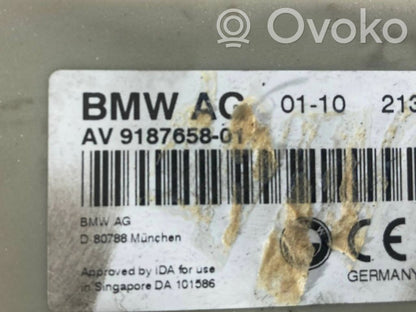 Ovoko
BMW AG 01-10 213
AV 9187658-01
BMW AG
D 80788 München
Approved by IDA for use
in Singapore DA 101586
CE
GERMANY